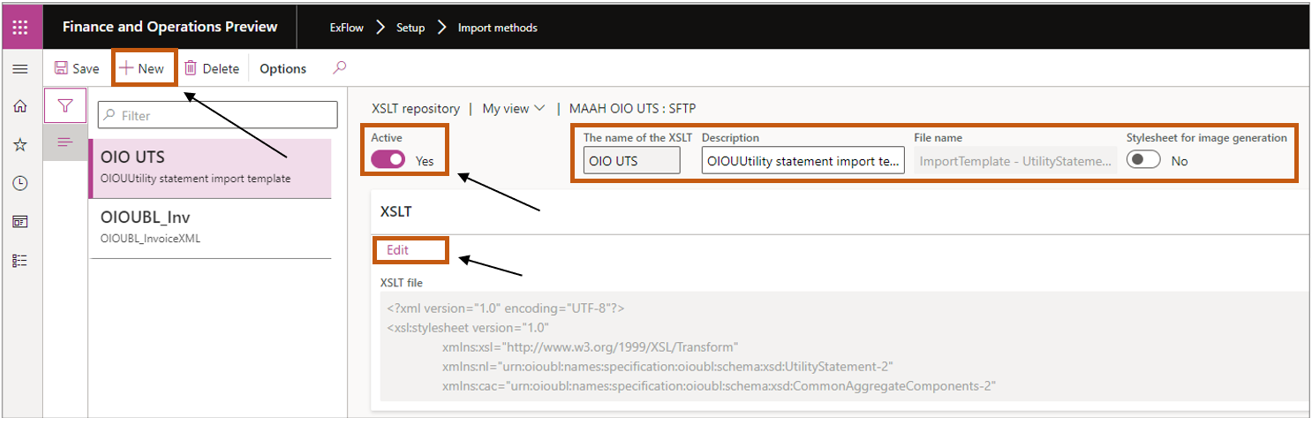 Finance and Operations Preview
ExFlow > Setup > Import methods
Save + New Delete Options
Filter
OIO UTS
OIOUUtility statement import template
OIOUBL_Inv
OIOUBL_InvoiceXML
XSLT repository | My view | MAAH OIO UTS : SFTP
Active
Yes
The name of the XSLT Description File name Stylesheet for image generation
OIO UTS OIOUUtility statement import te... ImportTemplate - UtilityStateme... No
XSLT
Edit
XSLT file
<?xml version="1.0" encoding="UTF-8"?>
<xsl:stylesheet version="1.0"
xmlns:xsl="http://www.w3.org/1999/XSL/Transform"
xmlns:nl="urn:oioubl:names:specification:oioubl:schema:xsd:UtilityStatement-2"
xmlns:cac="urn:oioubl:names:specification:oioubl:schema:xsd:CommonAggregateComponents-2"